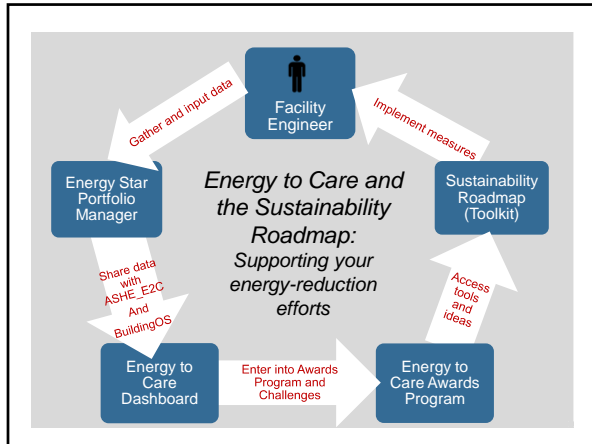 Facility
Engineer
Gather and input data
Implement measures
Energy Star
Portfolio
Manager
Energy to Care and
the Sustainability
Roadmap:
Supporting your
energy-reduction
efforts
Sustainability
Roadmap
(Toolkit)
Share data
with
ASHE_E2C
And
BuildingOS
Access
tools
and
ideas
Energy to
Care
Dashboard
Enter into Awards
Program and
Challenges
Energy to
Care Awards
Program